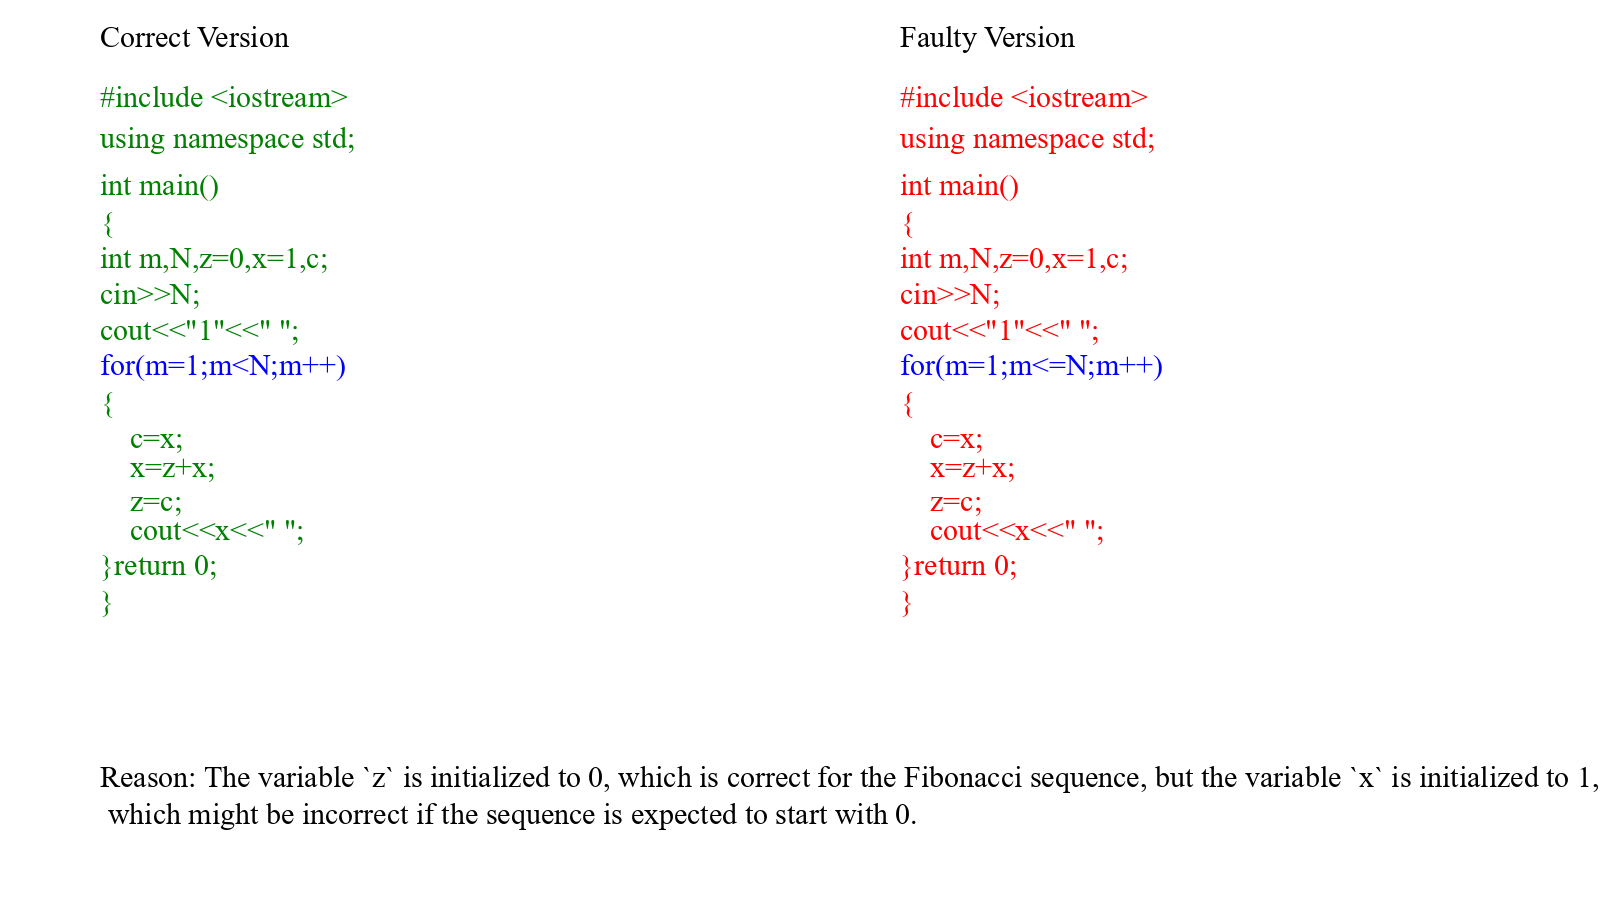 Correct Version
#include <iostream>
using namespace std;
int main()
{
int m,N,z=0,x=1,c;
cin>>N;
cout<<"1"<<" ";
for(m=1;m<N;m++)
{
    c=x;
    x=z+x;
    z=c;
    cout<<x<<" ";
}return 0;
}
Faulty Version
#include <iostream>
using namespace std;
int main()
{
int m,N,z=0,x=1,c;
cin>>N;
cout<<"1"<<" ";
for(m=1;m<=N;m++)
{
    c=x;
    x=z+x;
    z=c;
    cout<<x<<" ";
}return 0;
}
Reason: The variable `z` is initialized to 0, which is correct for the Fibonacci sequence, but the variable `x` is initialized to 1,
which might be incorrect if the sequence is expected to start with 0.